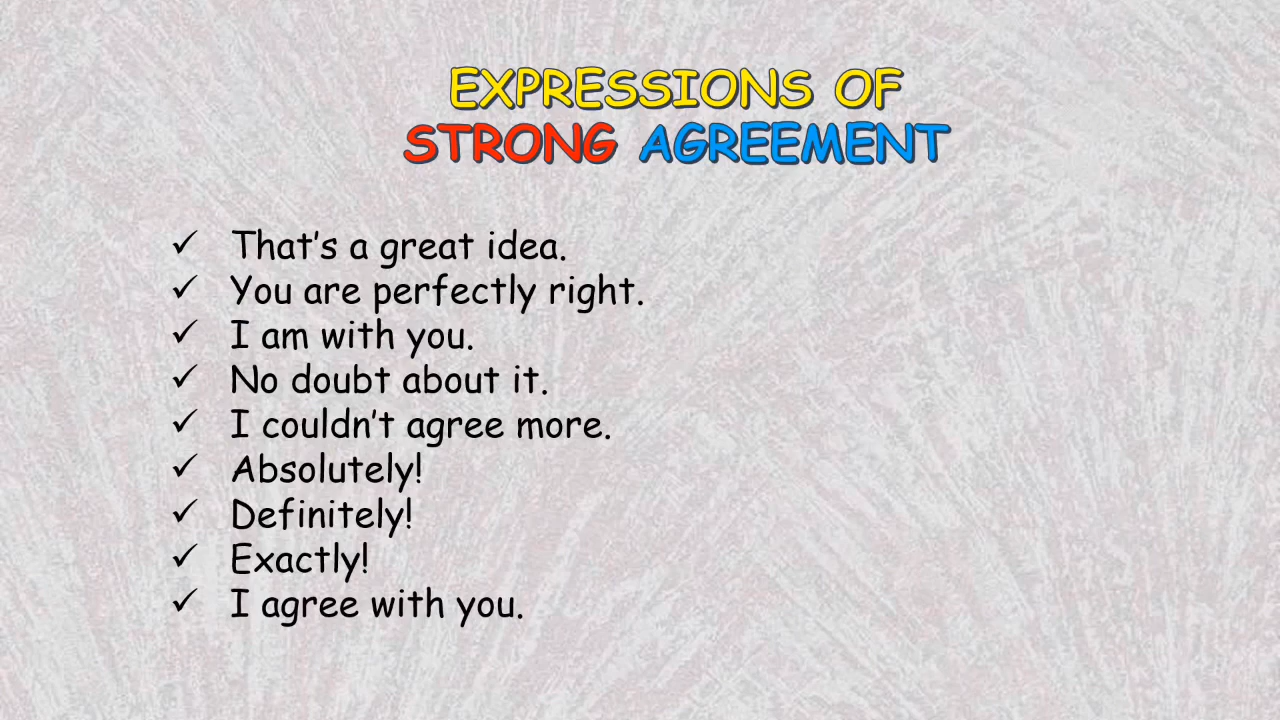 EXPRESSIONS OF
STRONG AGREEMENT
✓ That's a great idea.
✓ You are perfectly right.
✓ I am with you.
✓ No doubt about it.
✓ I couldn't agree more.
✓ Absolutely!
✓ Definitely!
✓ Exactly!
✓ I agree with you.